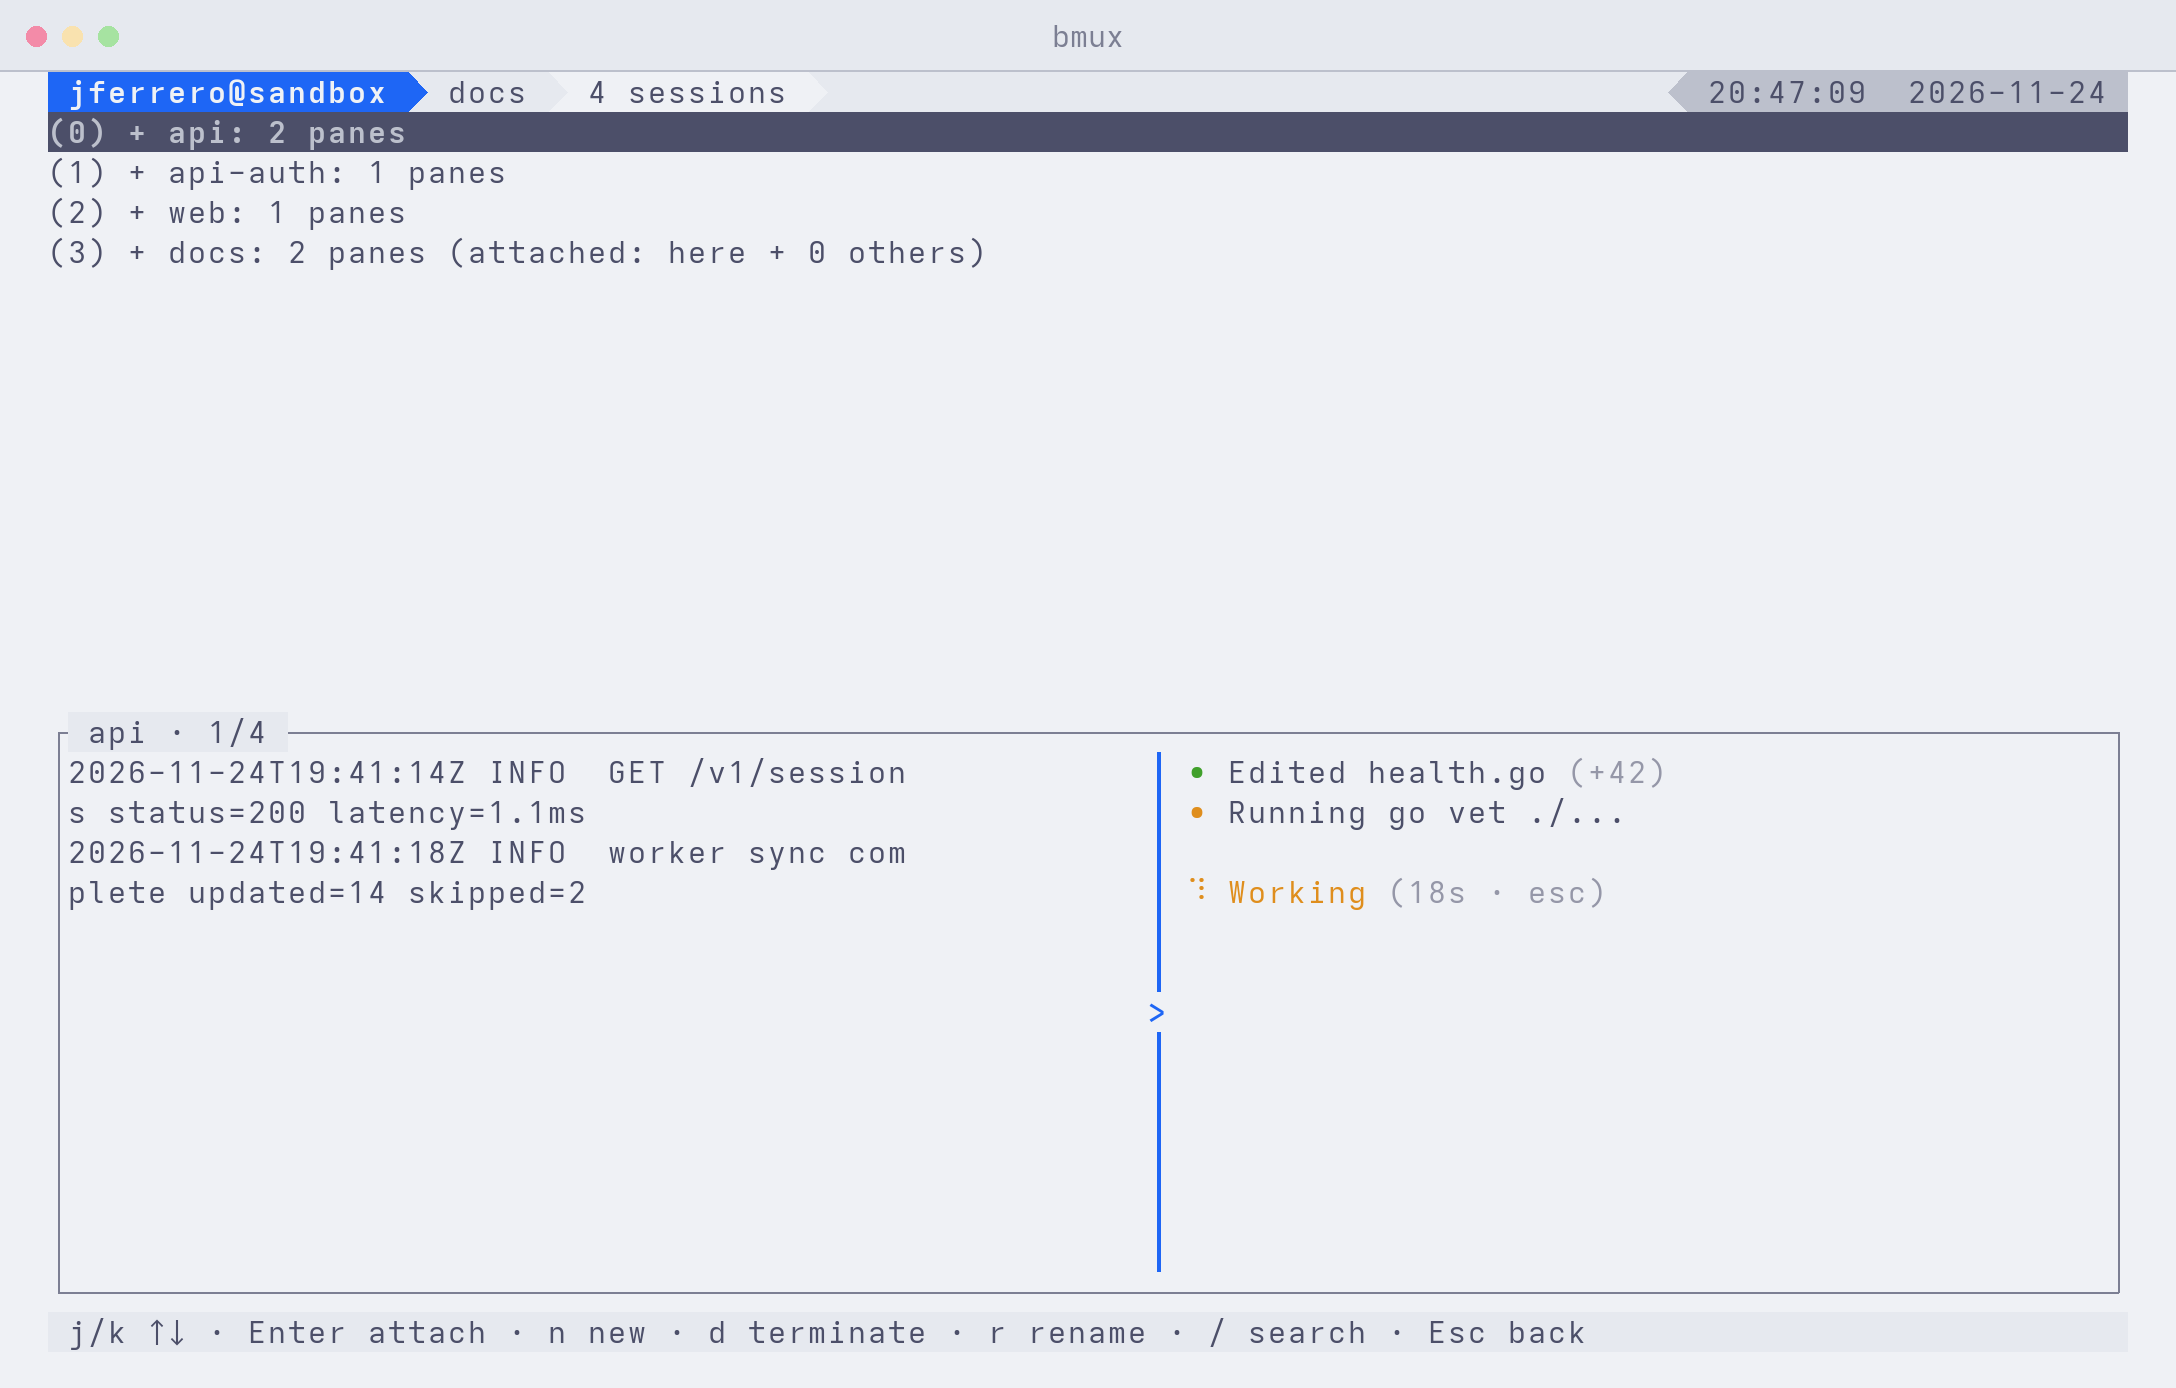 bmux
jferrero@sandbox docs 4 sessions 20:47:09 2026-11-24
(0) + api: 2 panes
(1) + api-auth: 1 panes
(2) + web: 1 panes
(3) + docs: 2 panes (attached: here + 0 others)
api · 1/4
2026-11-24T19:41:14Z INFO  GET /v1/session
s status=200 latency=1.1ms
2026-11-24T19:41:18Z INFO  worker sync com
plete updated=14 skipped=2
• Edited health.go (+42)
• Running go vet ./...
⠙ Working (18s · esc)
>
j/k ↑↓ · Enter attach · n new · d terminate · r rename · / search · Esc back